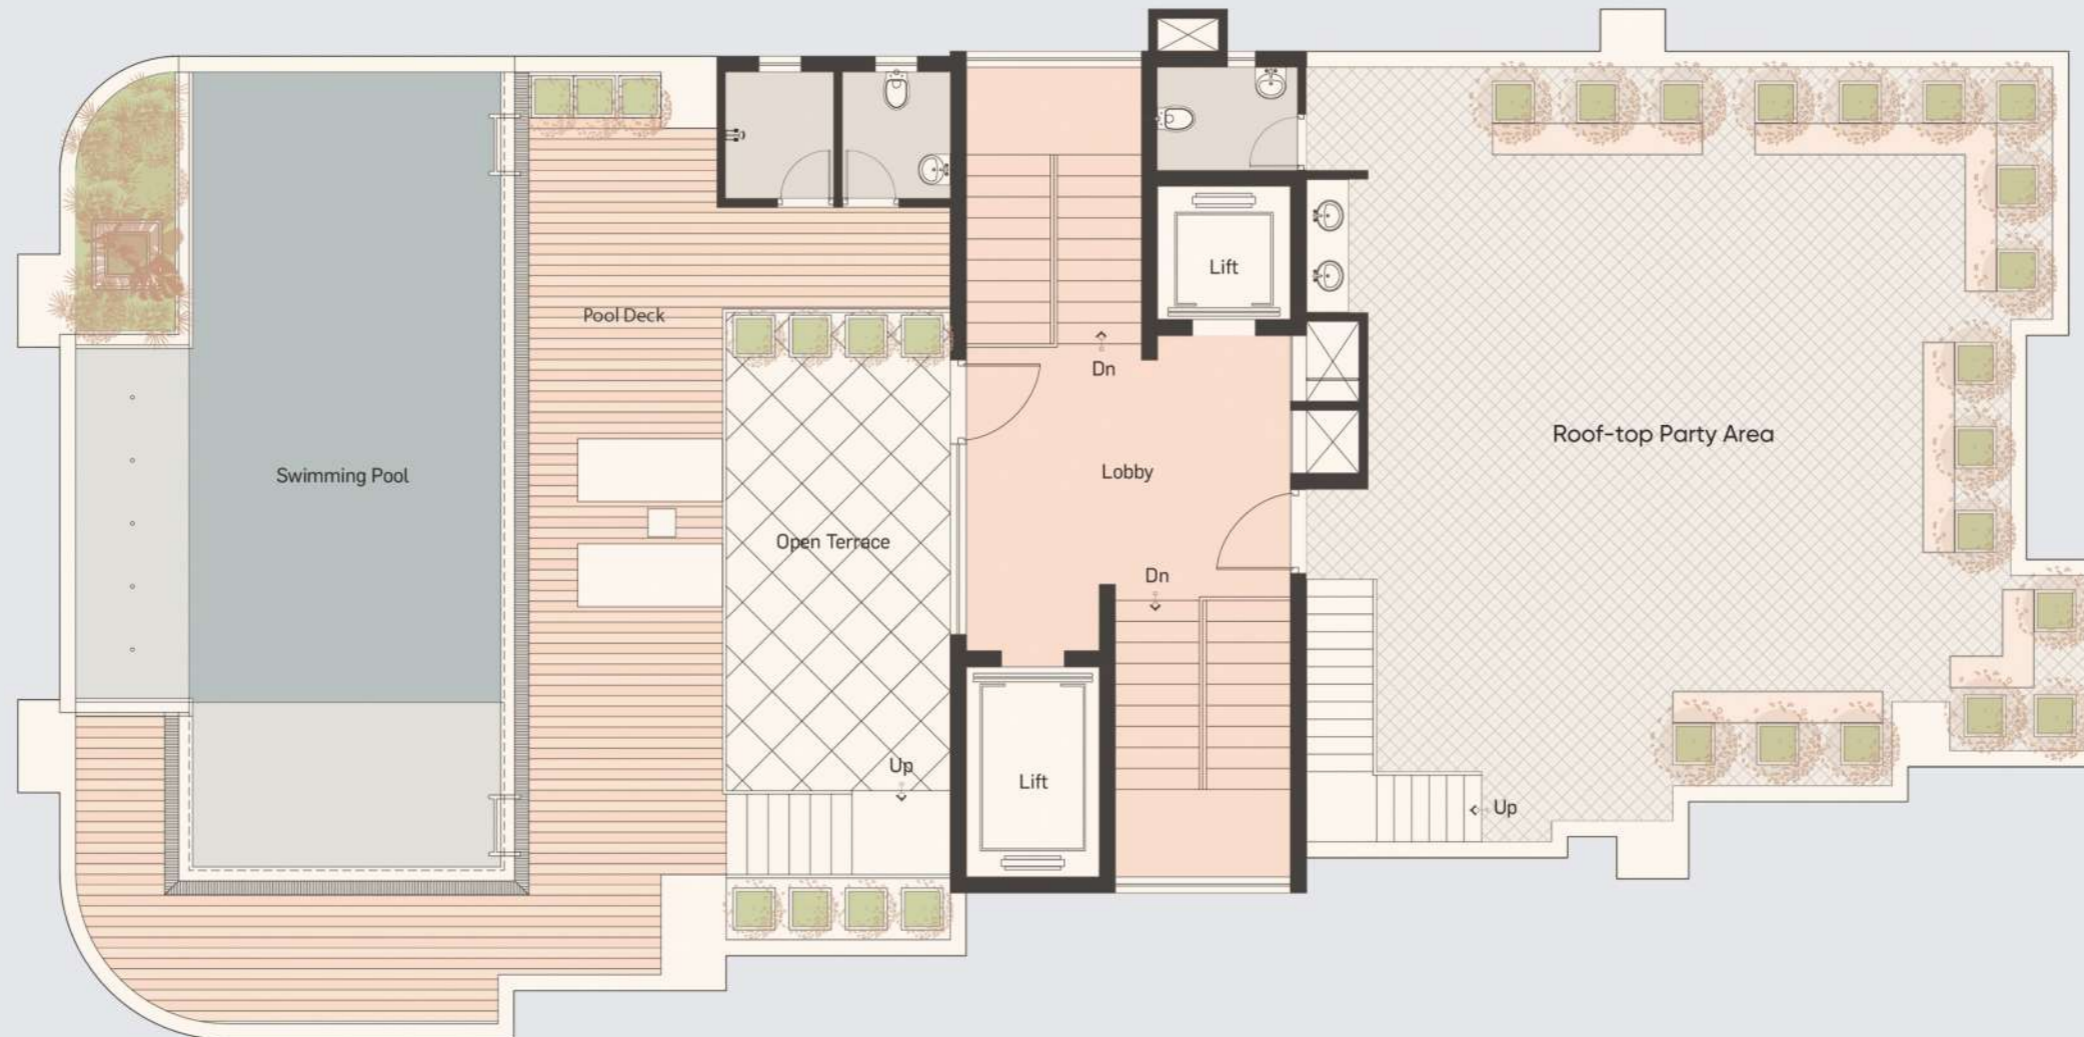 Lift
Pool Deck
Dn
Roof-top Party Area
Swimming Pool
Lobby
Open Terrace
Dn
Up
Lift
Up